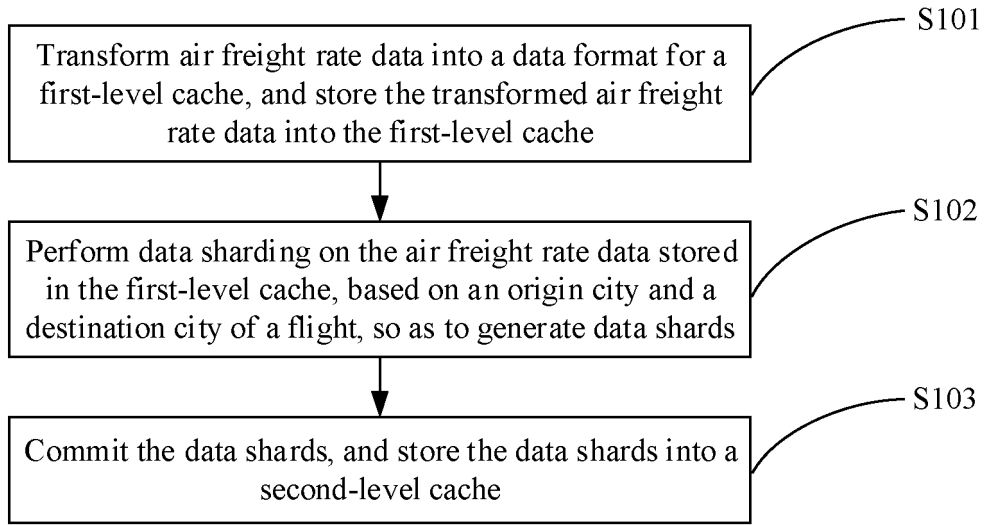 S101
Transform air freight rate data into a data format for a
first-level cache, and store the transformed air freight
rate data into the first-level cache
S102
Perform data sharding on the air freight rate data stored
in the first-level cache, based on an origin city and a
destination city of a flight, so as to generate data shards
S103
Commit the data shards, and store the data shards into a
second-level cache